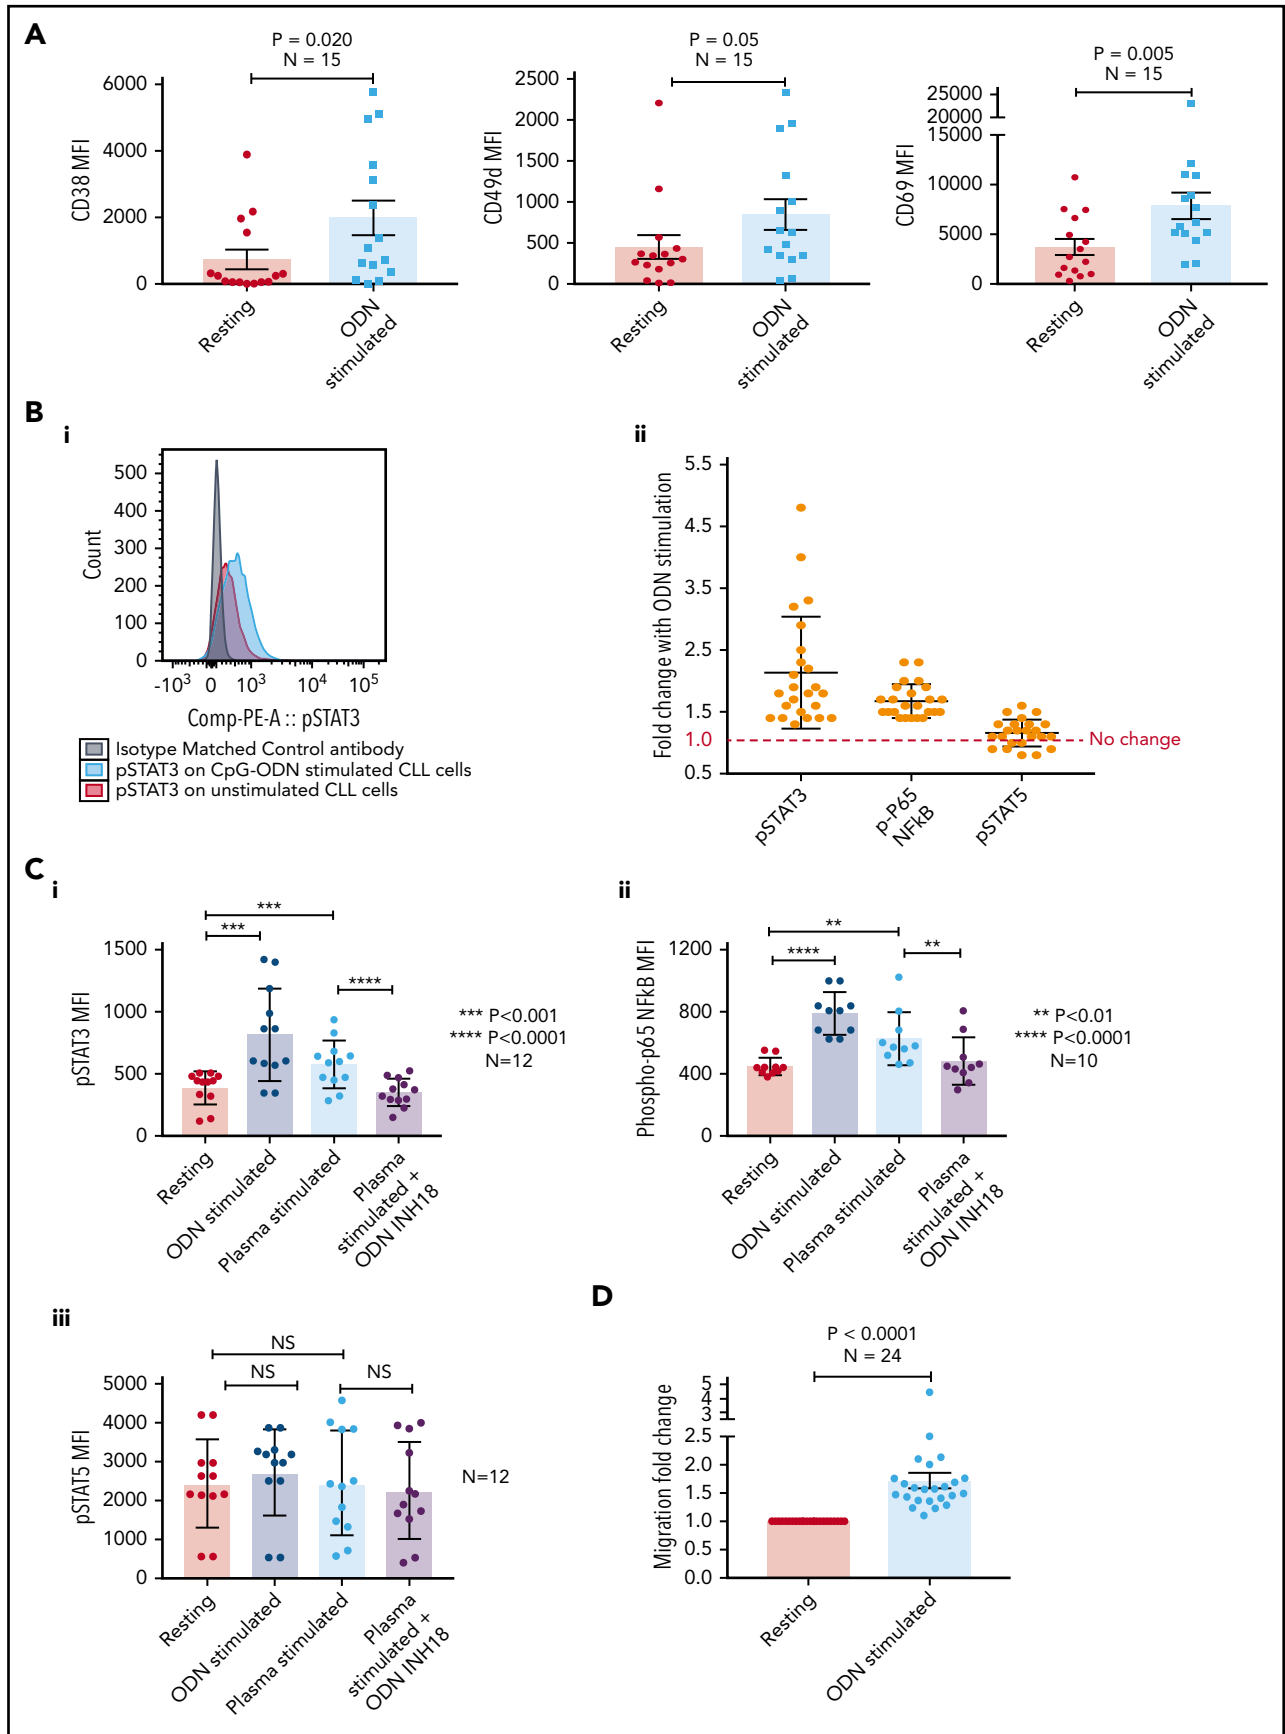 A
P = 0.020
N = 15
CD38 MFI
6000
4000
2000
0
Resting
ODN
stimulated
P = 0.05
N = 15
CD49d MFI
2500
2000
1500
1000
500
0
Resting
ODN
stimulated
P = 0.005
N = 15
CD69 MFI
25000
20000
15000
10000
5000
0
Resting
ODN
stimulated
B
i
Count
500
400
300
200
100
0
-10³ 0 10³ 10⁴ 10⁵
Comp-PE-A :: pSTAT3
Isotype Matched Control antibody
pSTAT3 on CpG-ODN stimulated CLL cells
pSTAT3 on unstimulated CLL cells
ii
Fold change with ODN stimulation
5.5
4.5
3.5
2.5
1.5
1.0
0.5
No change
pSTAT3
p-P65
NFkB
pSTAT5
C
i
***
***
****
pSTAT3 MFI
1500
1000
500
0
*** P<0.001
**** P<0.0001
N=12
Resting
ODN stimulated
Plasma stimulated
Plasma
stimulated +
ODN INH18
ii
**
****
**
Phospho-p65 NFkB MFI
1200
800
400
0
** P<0.01
**** P<0.0001
N=10
Resting
ODN stimulated
Plasma stimulated
Plasma
stimulated +
ODN INH18
iii
NS
NS
NS
pSTAT5 MFI
5000
4000
3000
2000
1000
0
N=12
Resting
ODN stimulated
Plasma stimulated
Plasma
stimulated +
ODN INH18
D
P < 0.0001
N = 24
Migration fold change
5
4
3
2.5
2.0
1.5
1.0
0.5
0.0
Resting
ODN stimulated